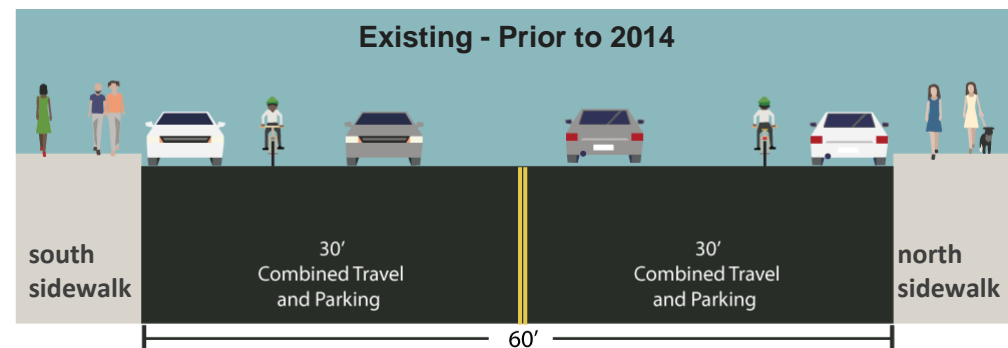 Existing - Prior to 2014
south
sidewalk
30’
Combined Travel
and Parking
30’
Combined Travel
and Parking
north
sidewalk
60’